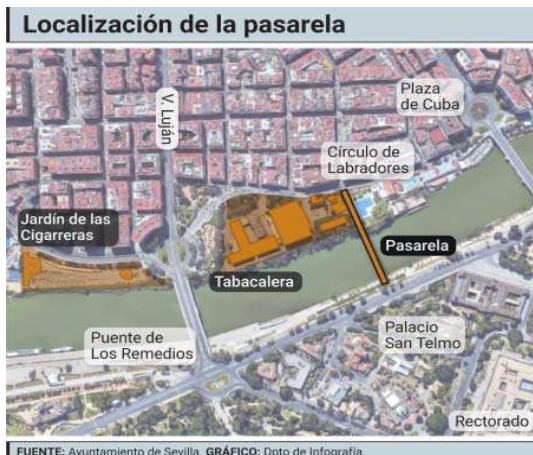 Localización de la pasarela
Plaza
de Cuba
V. Luján
Círculo de
Labradores
Jardín de las
Cigarreras
Pasarela
Tabacalera
Puente de
Los Remedios
Palacio
San Telmo
Rectorado
FUENTE: Ayuntamiento de Sevilla. GRÁFICO: Dpto de Infografía